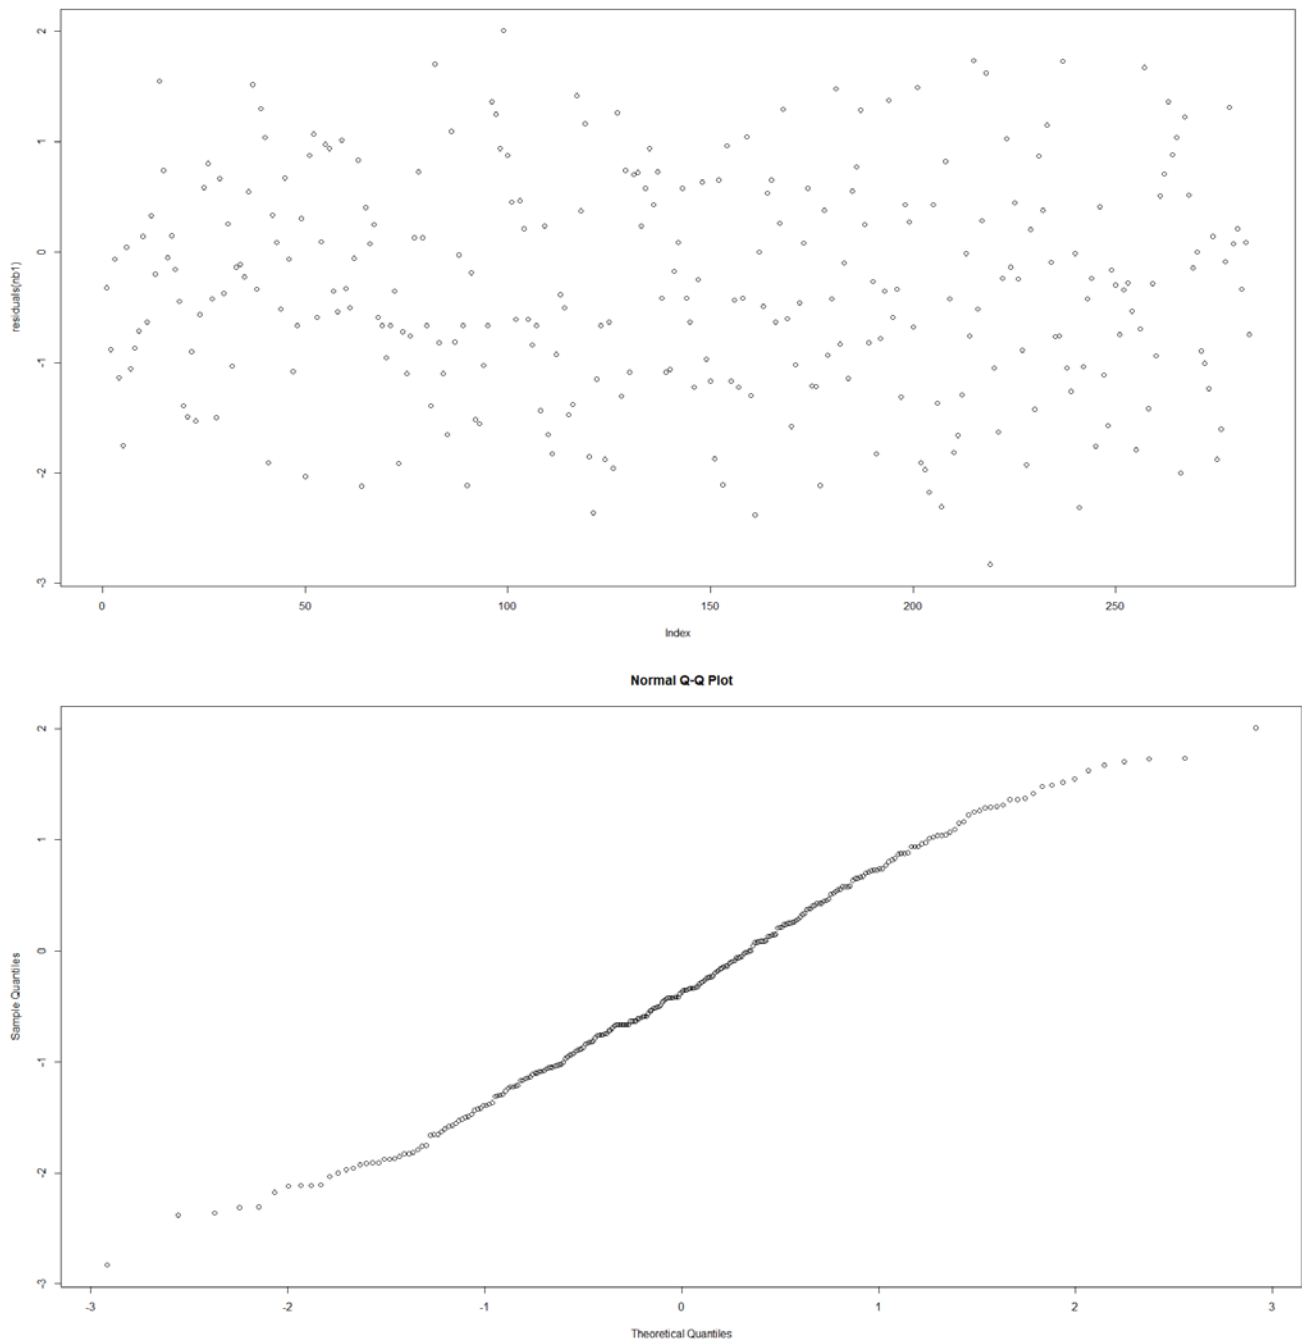 2
1
0
-1
-2
-3
residuals(nb1)
0 50 100 150 200 250
Index
Normal Q-Q Plot
2
1
0
-1
-2
-3
Sample Quantiles
-3 -2 -1 0 1 2 3
Theoretical Quantiles